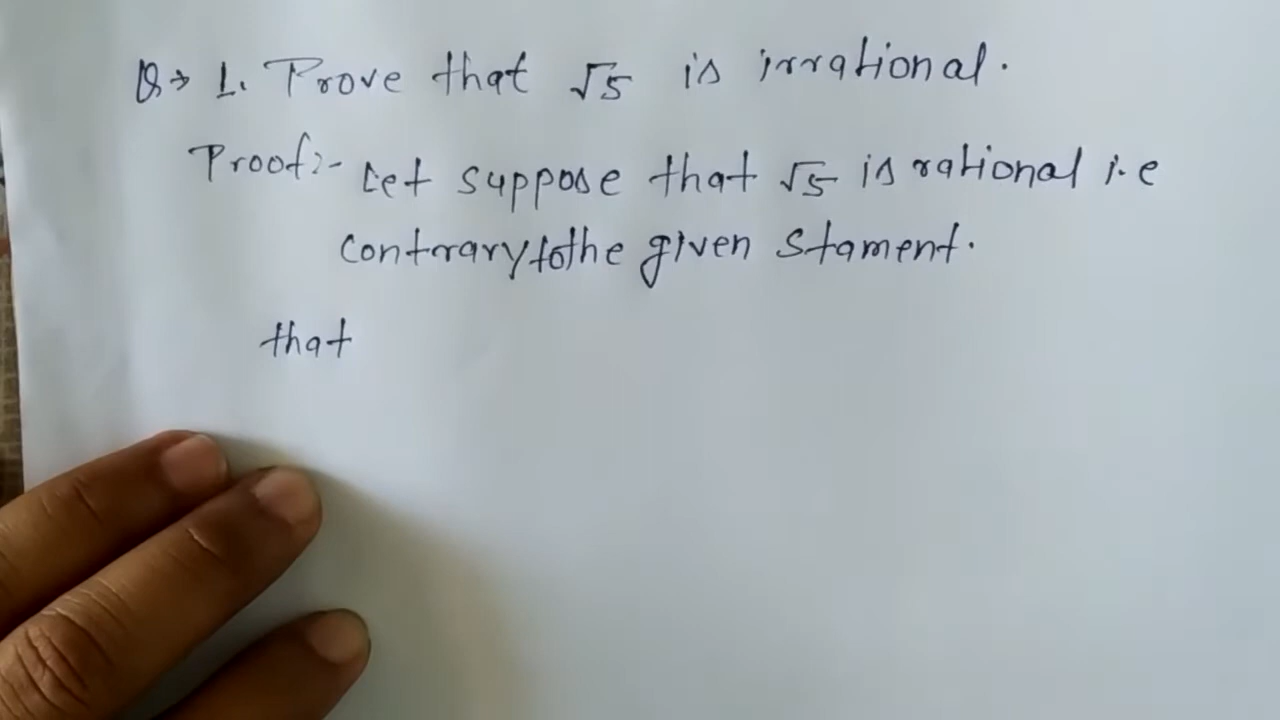 Q→ 1. Prove that √5 is irrational.
Proof:- Let suppose that √5 is rational i.e
contrary to the given stament.
that